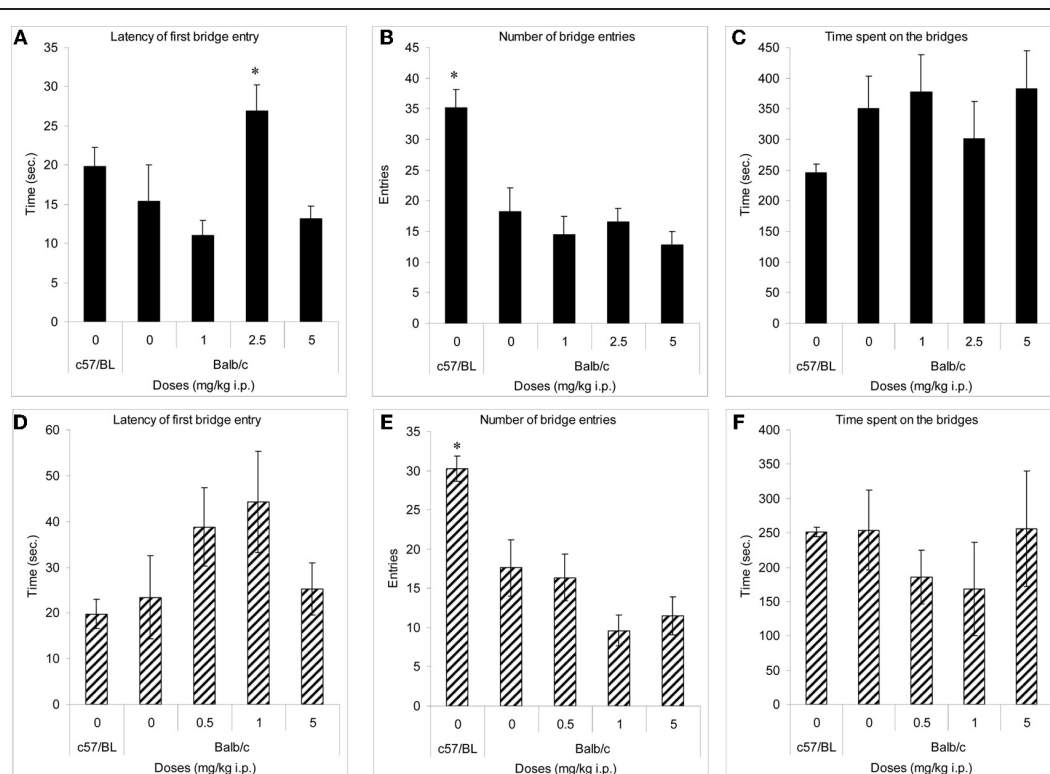 A
Latency of first bridge entry
35
30
25
20
15
10
5
0
Time (sec.)
*
0
0
1
2.5
5
c57/BL
Balb/c
Doses (mg/kg i.p.)
B
Number of bridge entries
45
40
35
30
25
20
15
10
5
0
Entries
*
0
0
1
2.5
5
c57/BL
Balb/c
Doses (mg/kg i.p.)
C
Time spent on the bridges
450
400
350
300
250
200
150
100
50
0
Time (sec.)
0
0
1
2.5
5
c57/BL
Balb/c
Doses (mg/kg i.p.)
D
Latency of first bridge entry
60
50
40
30
20
10
0
Time (sec.)
0
0
0.5
1
5
c57/BL
Balb/c
Doses (mg/kg i.p.)
E
Number of bridge entries
35
30
25
20
15
10
5
0
Entries
*
0
0
0.5
1
5
c57/BL
Balb/c
Doses (mg/kg i.p.)
F
Time spent on the bridges
400
350
300
250
200
150
100
50
0
Time (sec.)
0
0
0.5
1
5
c57/BL
Balb/c
Doses (mg/kg i.p.)